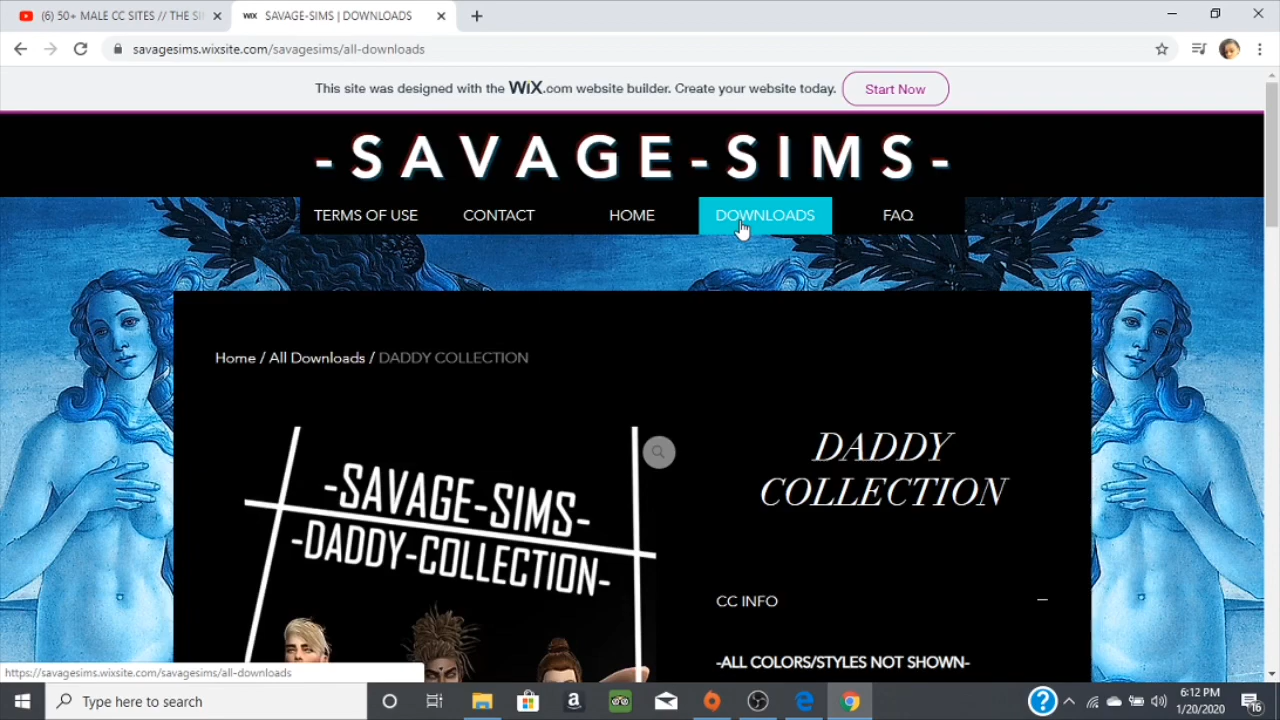 (6) 50+ MALE CC SITES // THE SI
WIX SAVAGE-SIMS | DOWNLOADS
savagesims.wixsite.com/savagesims/all-downloads
This site was designed with the WiX.com website builder. Create your website today.
Start Now
-SAVAGE-SIMS-
TERMS OF USE
CONTACT
HOME
DOWNLOADS
FAQ
Home / All Downloads / DADDY COLLECTION
-SAVAGE-SIMS-
-DADDY-COLLECTION-
DADDY
COLLECTION
CC INFO
-ALL COLORS/STYLES NOT SHOWN-
https://savagesims.wixsite.com/savagesims/all-downloads
Type here to search
6:12 PM
1/20/2020
16